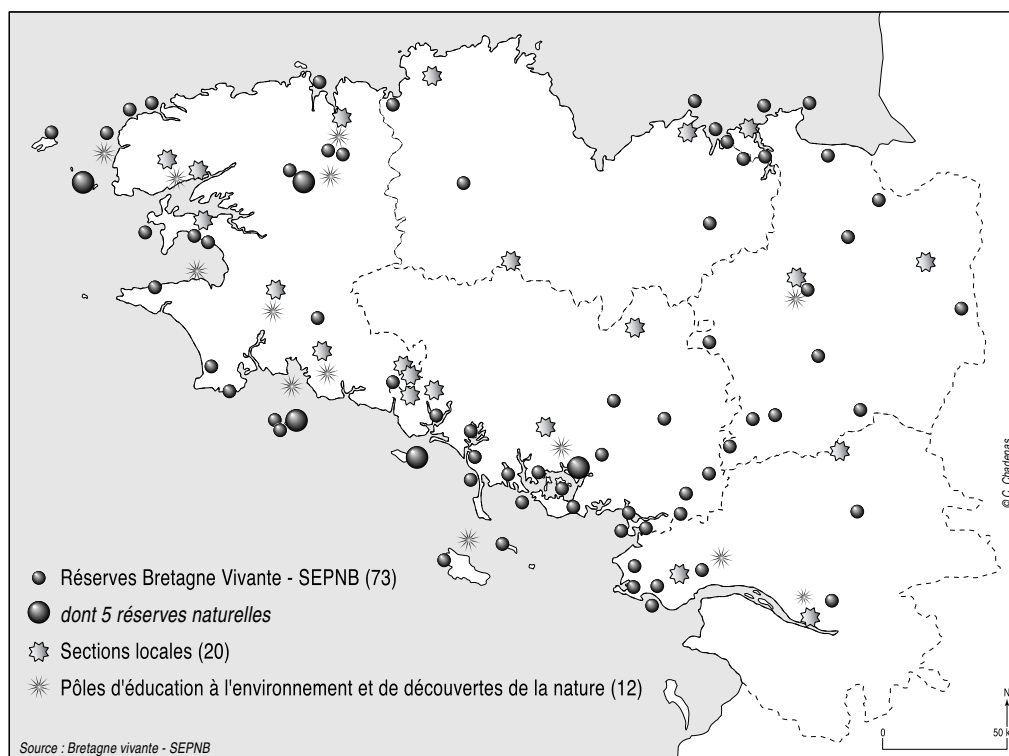 © C. Chadenas
Réserves Bretagne Vivante - SEPNB (73)
dont 5 réserves naturelles
Sections locales (20)
Pôles d'éducation à l'environnement et de découvertes de la nature (12)
N
0 50 k
Source : Bretagne vivante - SEPNB